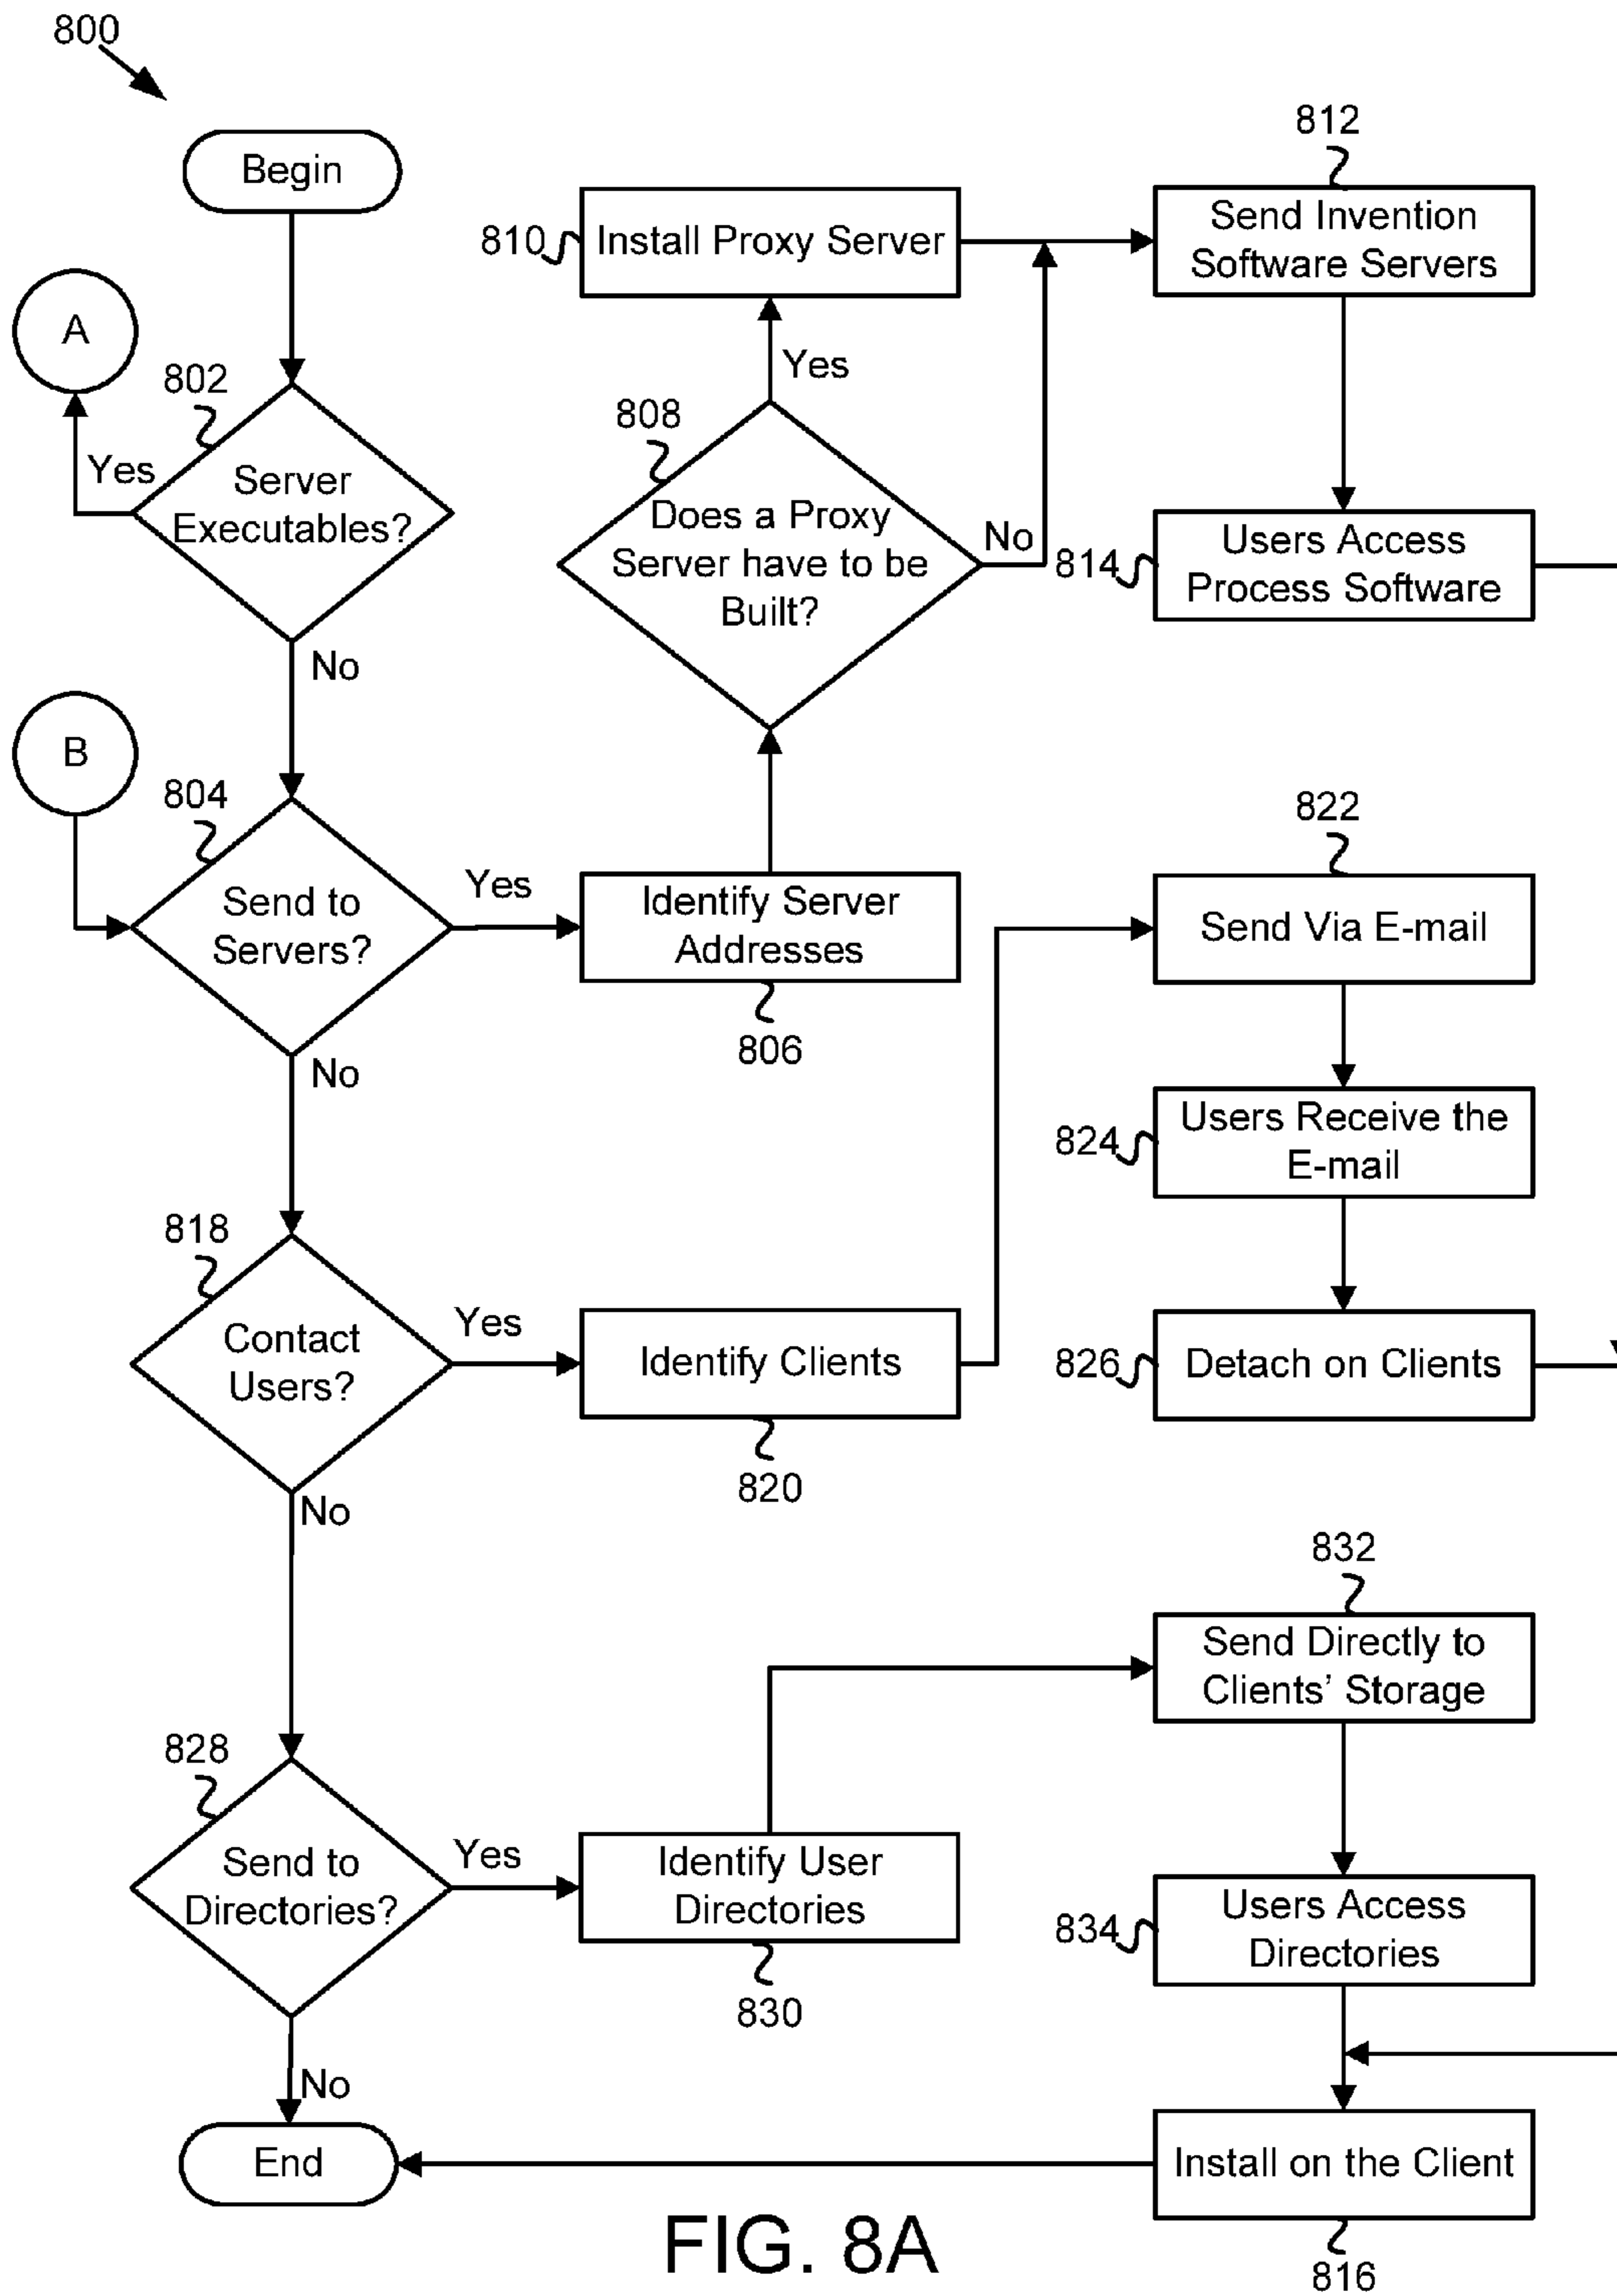 800
Begin
A
802
Yes
Server
Executables?
No
B
804
Send to
Servers?
Yes
No
Identify Server
Addresses
806
808
Does a Proxy
Server have to be
Built?
Yes
No
810
Install Proxy Server
812
Send Invention
Software Servers
814
Users Access
Process Software
818
Contact
Users?
Yes
No
Identify Clients
820
822
Send Via E-mail
824
Users Receive the
E-mail
826
Detach on Clients
828
Send to
Directories?
Yes
No
Identify User
Directories
830
832
Send Directly to
Clients’ Storage
834
Users Access
Directories
Install on the Client
816
End
FIG. 8A